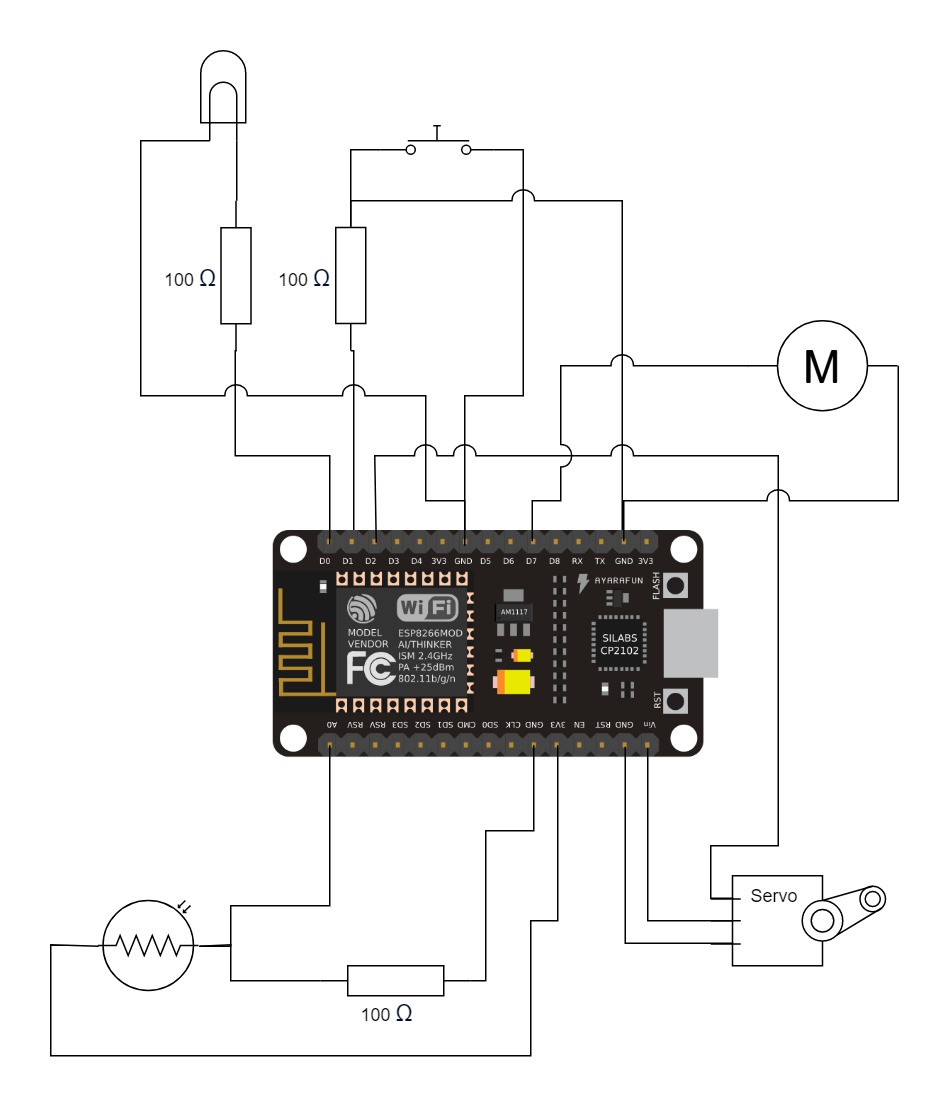 100 Ω
100 Ω
M
D0 D1 D2 D3 D4 3V3 GND D5 D6 D7 D8 RX TX GND 3V3
AYARAFUN
FLASH
Wi Fi
AM1117
MODEL
VENDOR
ESP8266MOD
AI/THINKER
ISM 2.4GHz
PA +25dBm
802.11b/g/n
FC
SILABS
CP2102
RST
A0 RSV RSV SD3 SD2 SD1 CMD SD0 CLK GND 3V3 EN RST GND Vin
Servo
100 Ω